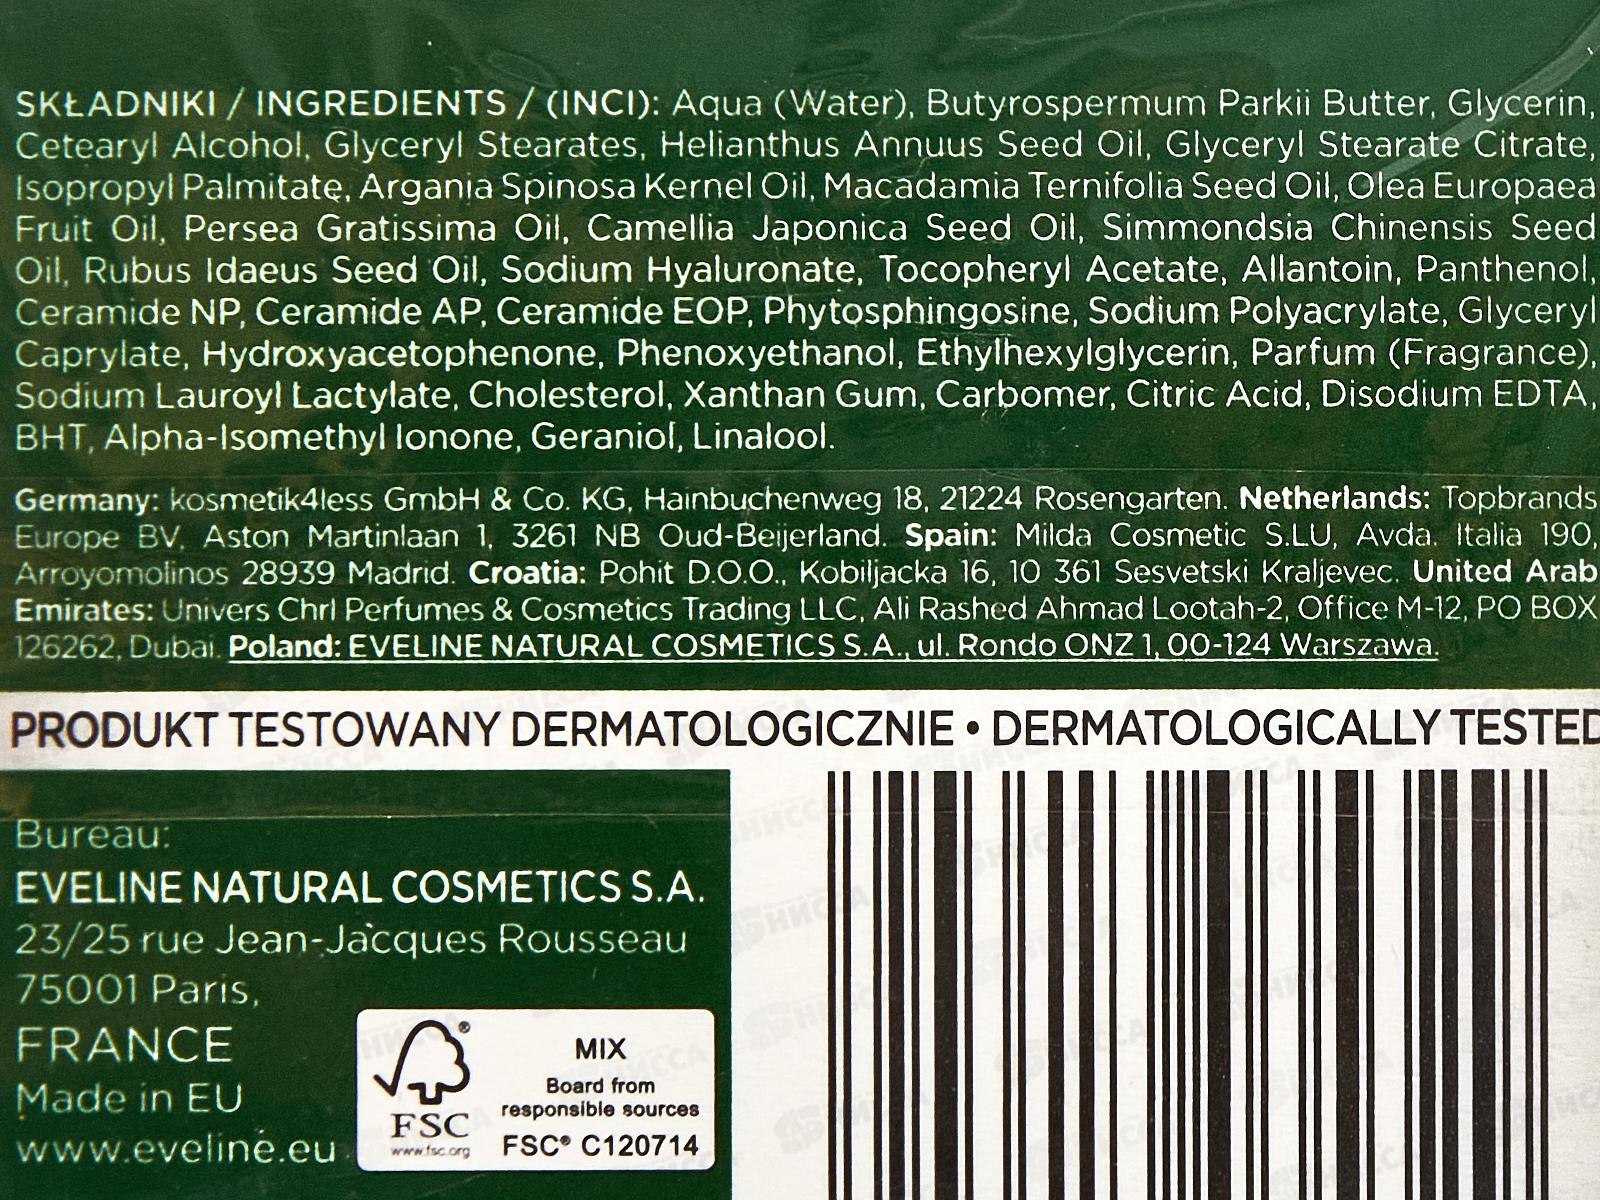 SKŁADNIKI / INGREDIENTS / (INCI): Aqua (Water), Butyrospermum Parkii Butter, Glycerin,
Cetearyl Alcohol, Glyceryl Stearates, Helianthus Annuus Seed Oil, Glyceryl Stearate Citrate,
Isopropyl Palmitate, Argania Spinosa Kernel Oil, Macadamia Ternifolia Seed Oil, Olea Europaea
Fruit Oil, Persea Gratissima Oil, Camellia Japonica Seed Oil, Simmondsia Chinensis Seed
Oil, Rubus Idaeus Seed Oil, Sodium Hyaluronate, Tocopheryl Acetate, Allantoin, Panthenol,
Ceramide NP, Ceramide AP, Ceramide EOP, Phytosphingosine, Sodium Polyacrylate, Glyceryl
Caprylate, Hydroxyacetophenone, Phenoxyethanol, Ethylhexylglycerin, Parfum (Fragrance),
Sodium Lauroyl Lactylate, Cholesterol, Xanthan Gum, Carbomer, Citric Acid, Disodium EDTA,
BHT, Alpha-Isomethyl Ionone, Geraniol, Linalool.
Germany: kosmetik4less GmbH & Co. KG, Hainbuchenweg 18, 21224 Rosengarten. Netherlands: Topbrands
Europe BV, Aston Martinlaan 1, 3261 NB Oud-Beijerland. Spain: Milda Cosmetic S.LU, Avda. Italia 190,
Arroyomolinos 28939 Madrid. Croatia: Pohit D.O.O., Kobiljacka 16, 10 361 Sesvetski Kraljevec. United Arab
Emirates: Univers Chrl Perfumes & Cosmetics Trading LLC, Ali Rashed Ahmad Lootah-2, Office M-12, PO BOX
126262, Dubai. Poland: EVELINE NATURAL COSMETICS S.A., ul. Rondo ONZ 1, 00-124 Warszawa.
PRODUKT TESTOWANY DERMATOLOGICZNIE • DERMATOLOGICALLY TESTED
Bureau:
EVELINE NATURAL COSMETICS S.A.
23/25 rue Jean-Jacques Rousseau
75001 Paris,
FRANCE
Made in EU
www.eveline.eu
FSC
www.fsc.org
MIX
Board from
responsible sources
FSC® C120714